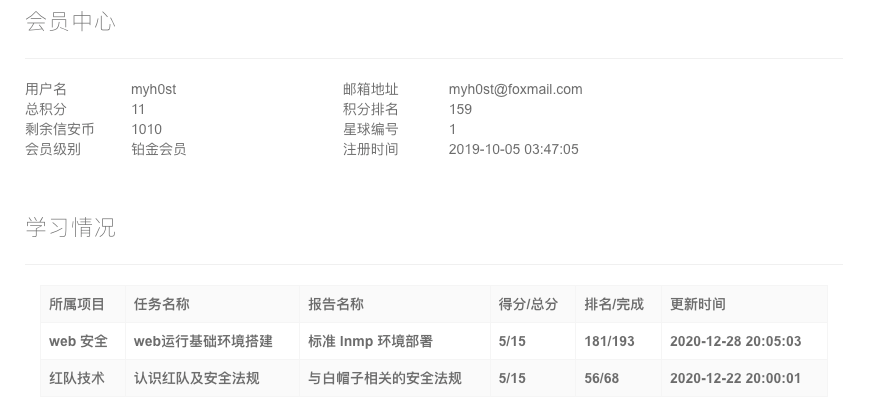 会员中心
用户名 myh0st 邮箱地址 myh0st@foxmail.com
总积分 11 积分排名 159
剩余信安币 1010 星球编号 1
会员级别 铂金会员 注册时间 2019-10-05 03:47:05
学习情况
所属项目 任务名称 报告名称 得分/总分 排名/完成 更新时间
web 安全 web运行基础环境搭建 标准 lnmp 环境部署 5/15 181/193 2020-12-28 20:05:03
红队技术 认识红队及安全法规 与白帽子相关的安全法规 5/15 56/68 2020-12-22 20:00:01